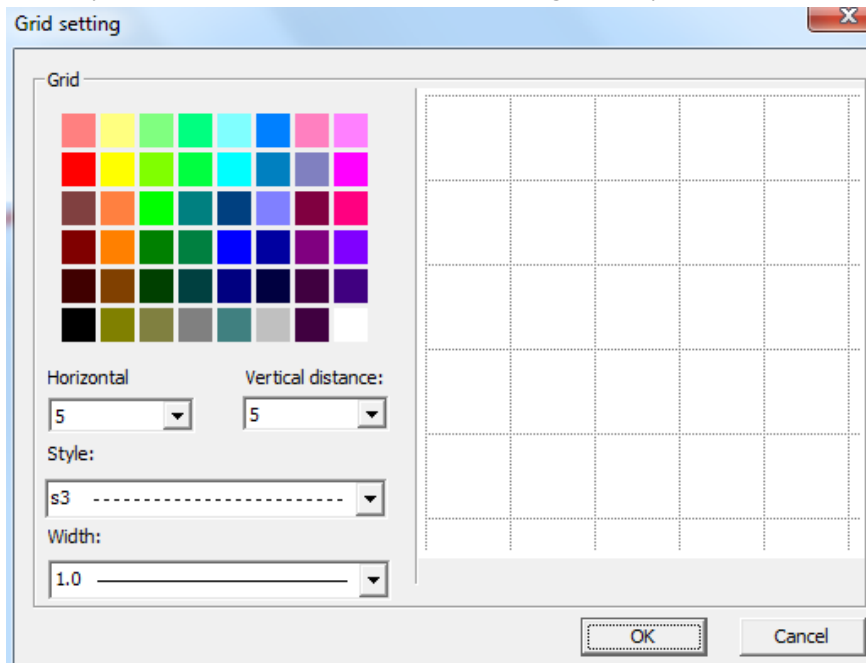 Grid setting
Grid
Horizontal
Vertical distance:
5
5
Style:
s3
Width:
1.0
OK
Cancel